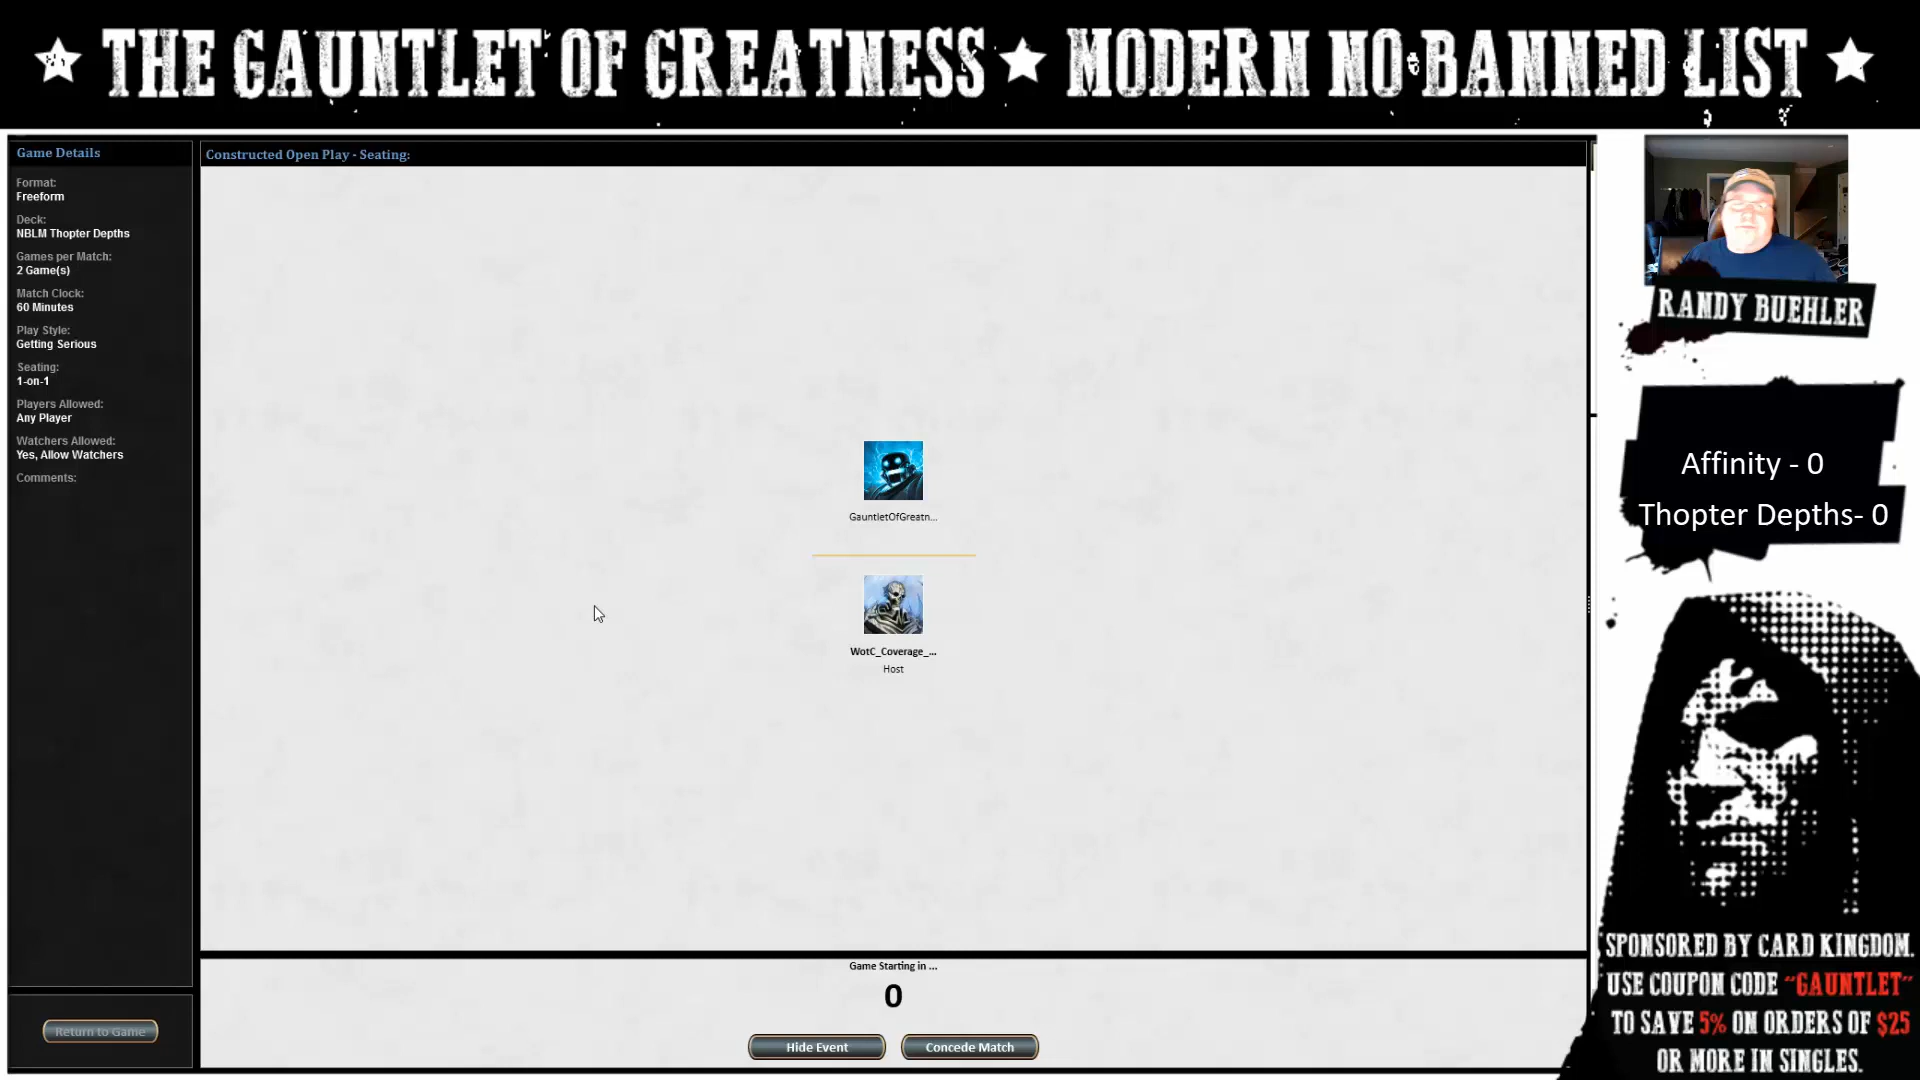 THE GAUNTLET OF GREATNESS ★ MODERN NO BANNED LIST
Game Details
Format:
Freeform
Deck:
NBLM Thopter Depths
Games per Match:
2 Game(s)
Match Clock:
60 Minutes
Play Style:
Getting Serious
Seating:
1-on-1
Players Allowed:
Any Player
Watchers Allowed:
Yes, Allow Watchers
Comments:
Return to Game
Constructed Open Play - Seating:
GauntletOfGreatn...
WotC_Coverage_...
Host
Game Starting in ...
0
Hide Event
Concede Match
RANDY BUEHLER
Affinity - 0
Thopter Depths- 0
SPONSORED BY CARD KINGDOM.
USE COUPON CODE "GAUNTLET"
TO SAVE 5% ON ORDERS OF $25
OR MORE IN SINGLES.